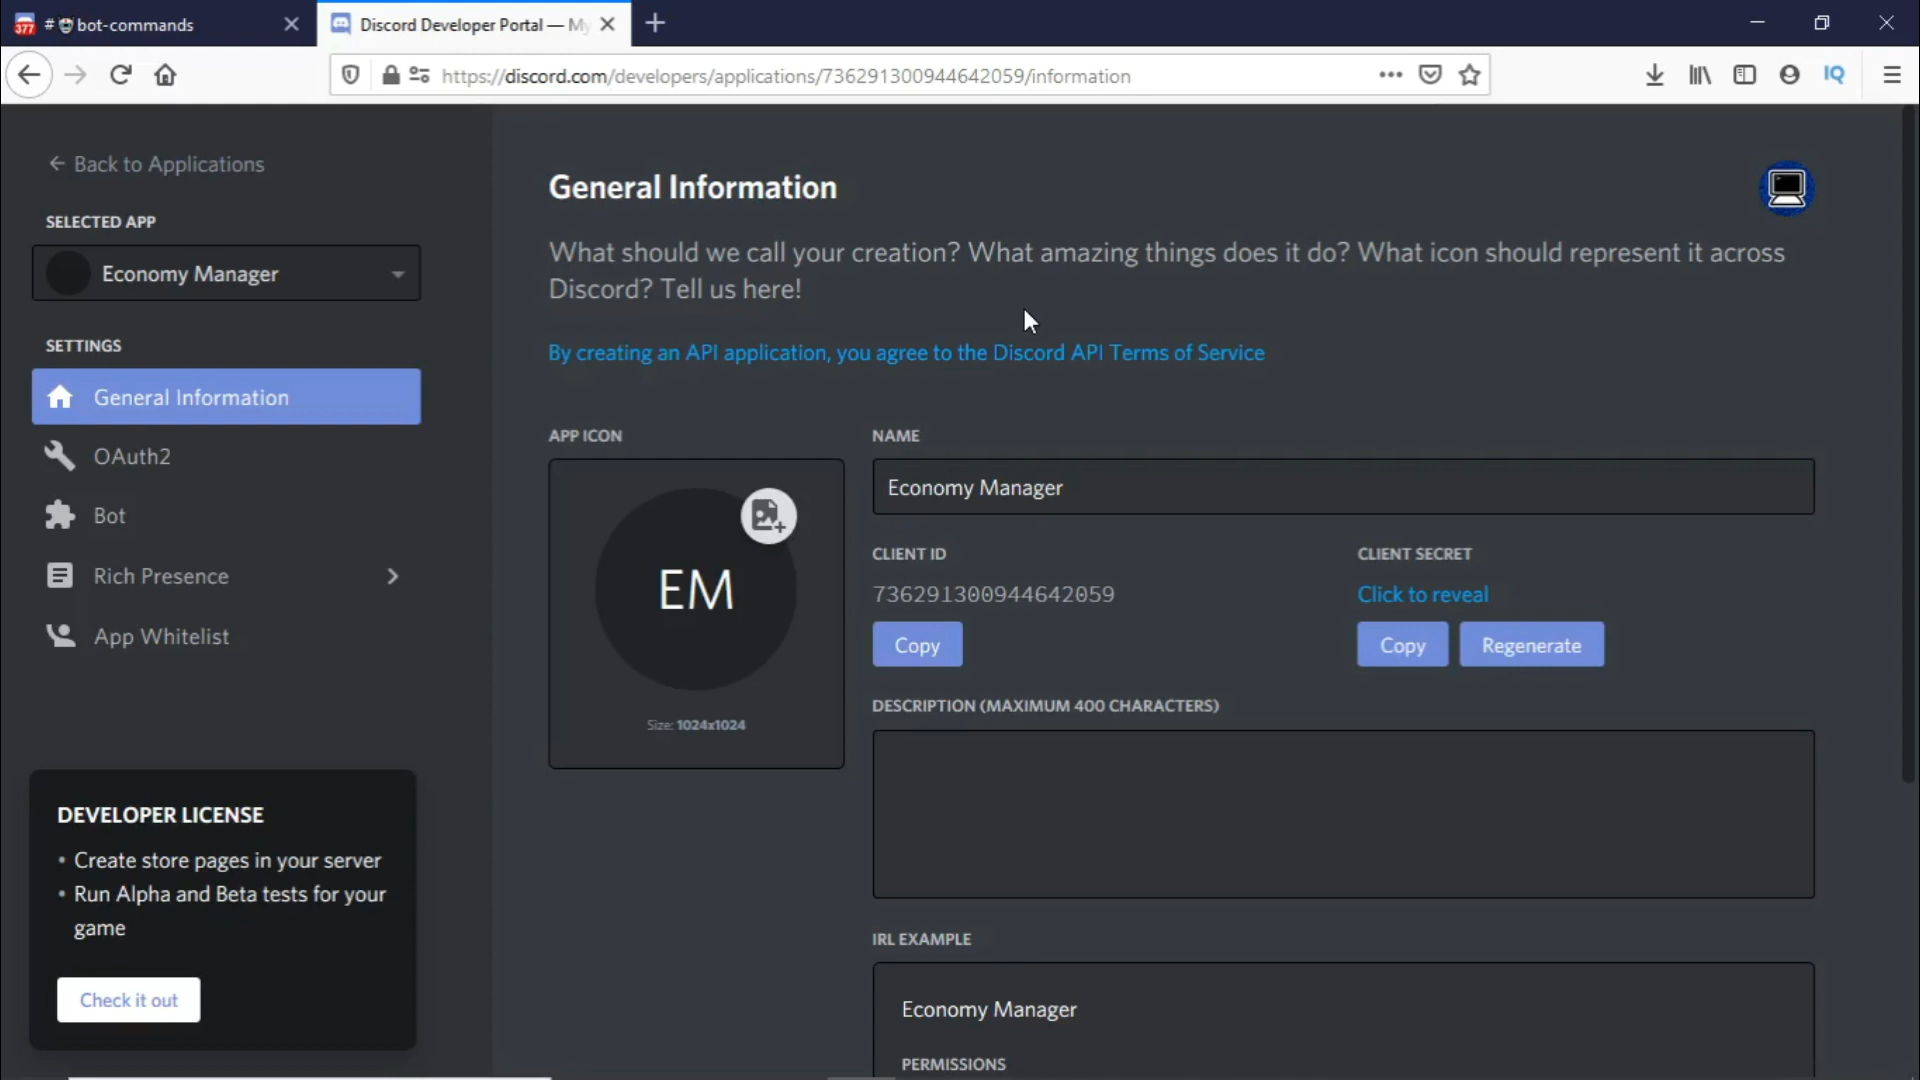 377 # bot-commands
Discord Developer Portal — My
https://discord.com/developers/applications/736291300944642059/information
IQ
← Back to Applications
SELECTED APP
Economy Manager
SETTINGS
General Information
OAuth2
Bot
Rich Presence
App Whitelist
DEVELOPER LICENSE
• Create store pages in your server
• Run Alpha and Beta tests for your
game
Check it out
General Information
What should we call your creation? What amazing things does it do? What icon should represent it across
Discord? Tell us here!
By creating an API application, you agree to the Discord API Terms of Service
APP ICON
EM
Size: 1024x1024
NAME
Economy Manager
CLIENT ID
736291300944642059
Copy
CLIENT SECRET
Click to reveal
Copy Regenerate
DESCRIPTION (MAXIMUM 400 CHARACTERS)
IRL EXAMPLE
Economy Manager
PERMISSIONS